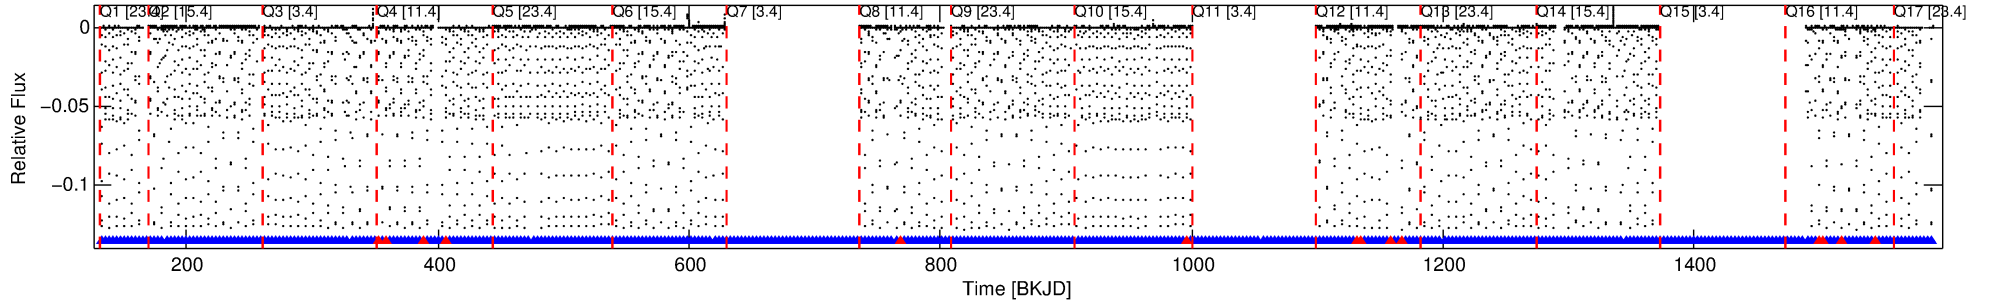 Q1 [23.4] Q2 [15.4] Q3 [3.4] Q4 [11.4] Q5 [23.4] Q6 [15.4] Q7 [3.4] Q8 [11.4] Q9 [23.4] Q10 [15.4] Q11 [3.4] Q12 [11.4] Q13 [23.4] Q14 [15.4] Q15 [3.4] Q16 [11.4] Q17 [23.4]
0
−0.05
−0.1
Relative Flux
200 400 600 800 1000 1200 1400
Time [BKJD]